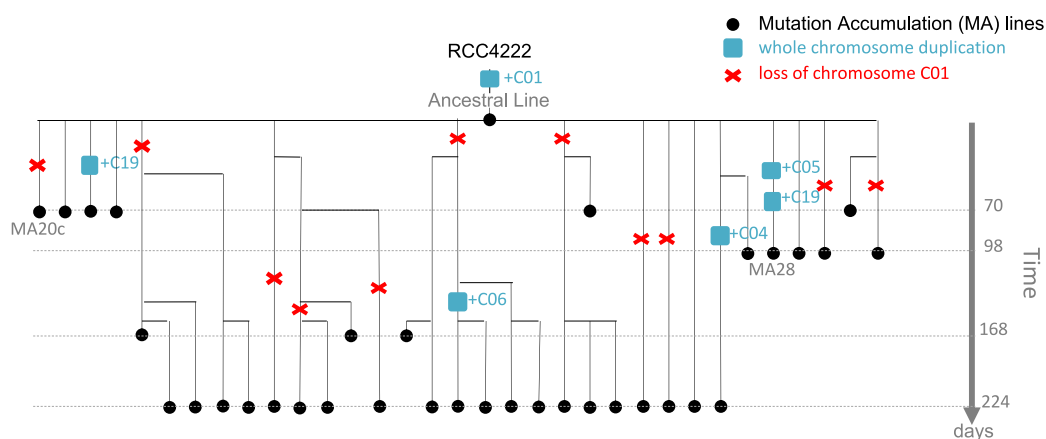 Mutation Accumulation (MA) lines
RCC4222
whole chromosome duplication
+C01
loss of chromosome C01
Ancestral Line
+C19
+C05
+C19
70
MA20c
+C04
98
MA28
Time
+C06
168
224
days